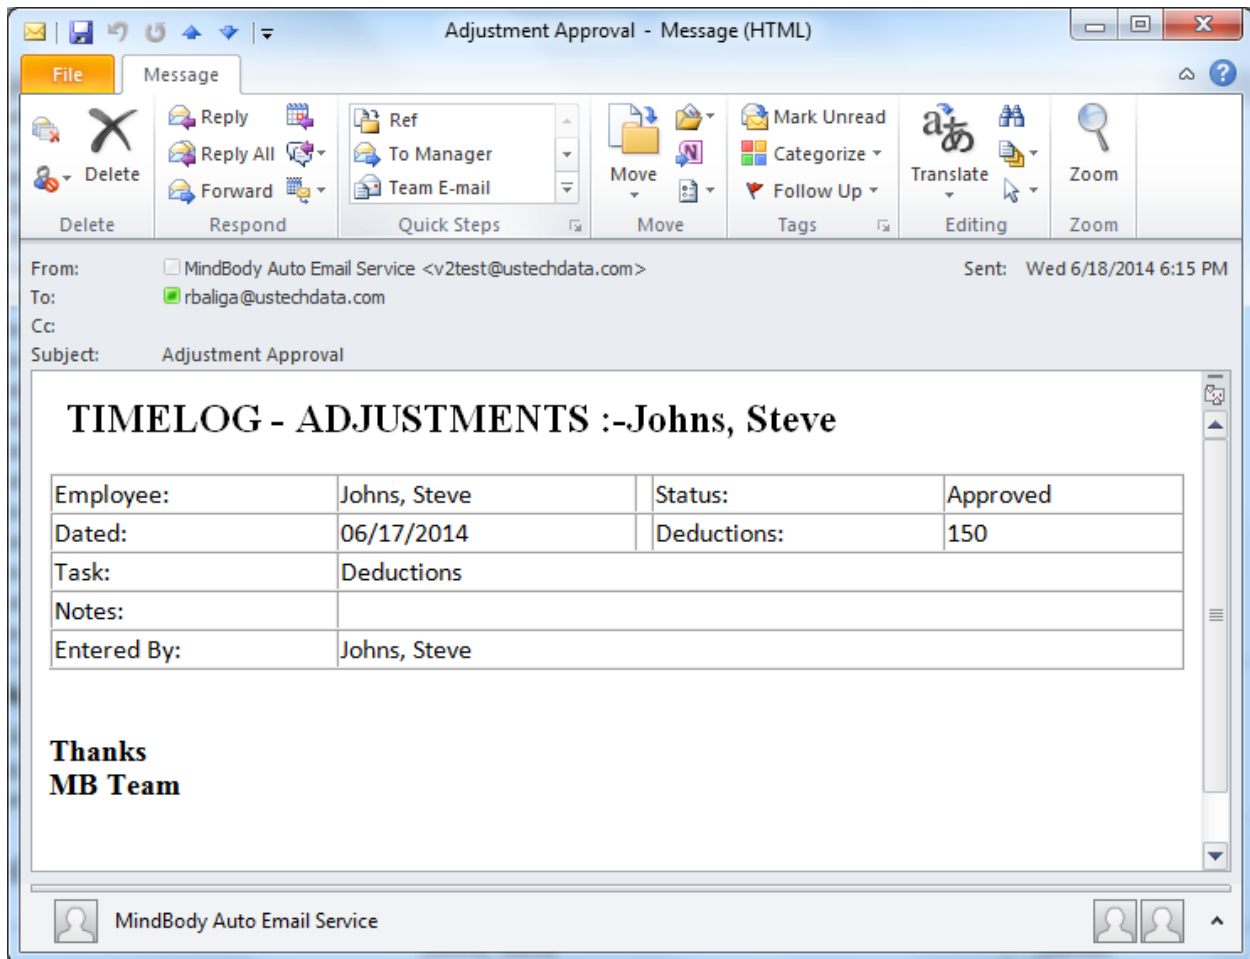 Adjustment Approval - Message (HTML)
File Message
Delete
Reply
Reply All
Forward
Ref
To Manager
Team E-mail
Move
Mark Unread
Categorize
Follow Up
Translate
Zoom
Delete Respond Quick Steps Move Tags Editing Zoom
From: MindBody Auto Email Service <v2test@ustechdata.com> Sent: Wed 6/18/2014 6:15 PM
To: rbaliga@ustechdata.com
Cc:
Subject: Adjustment Approval
TIMELOG - ADJUSTMENTS :-Johns, Steve
Employee: Johns, Steve Status: Approved
Dated: 06/17/2014 Deductions: 150
Task: Deductions
Notes:
Entered By: Johns, Steve
Thanks
MB Team
MindBody Auto Email Service